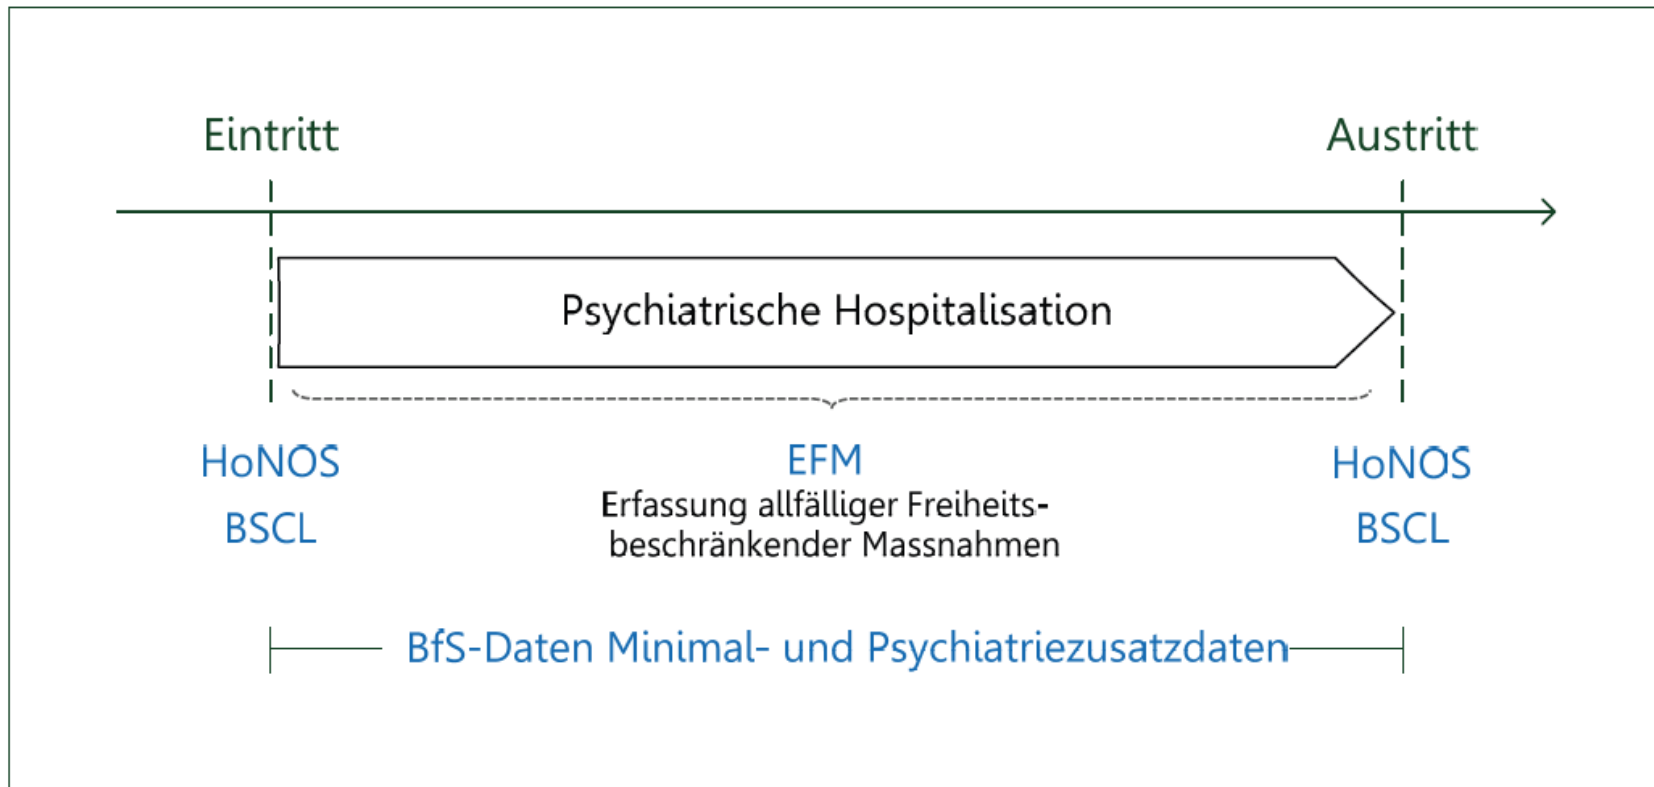 Eintritt
Austritt
Psychiatrische Hospitalisation
HoNOS
BSCL
EFM
Erfassung allfälliger Freiheits-
beschränkender Massnahmen
HoNOS
BSCL
BfS-Daten Minimal- und Psychiatriezusatzdaten